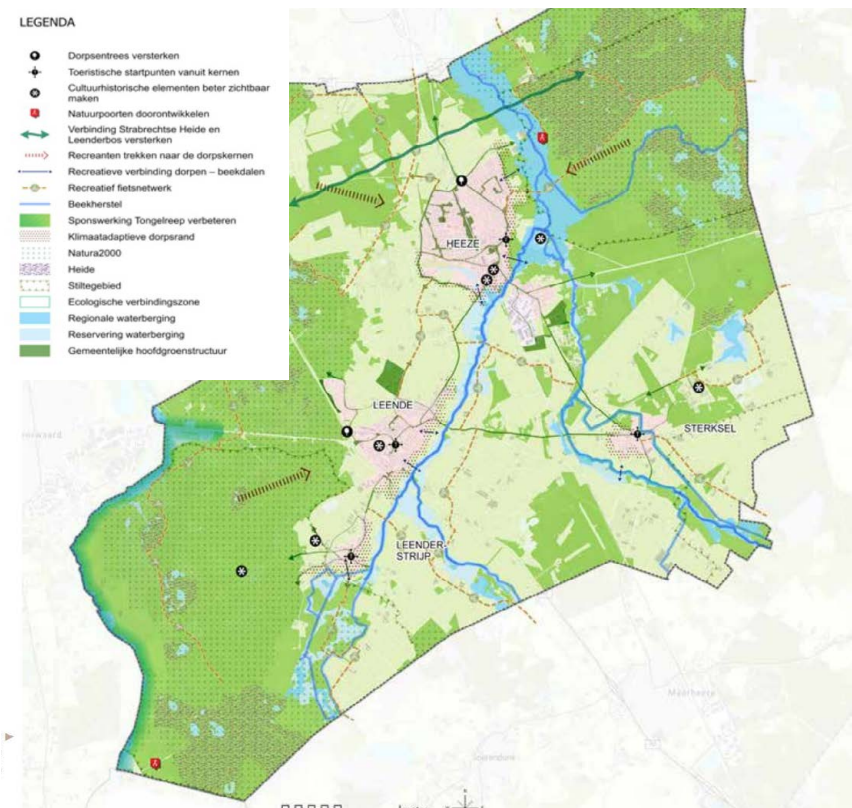 LEGENDA
Dorpsentrees versterken
Toeristische startpunten vanuit kernen
Cultuurhistorische elementen beter zichtbaar
maken
Natuurpoorten doorontwikkelen
Verbinding Strabrechtse Heide en
Leenderbos versterken
Recreanten trekken naar de dorpskernen
Recreatieve verbinding dorpen – beekdalen
Recreatief fietsnetwerk
Beekherstel
Sponswerking Tongelreep verbeteren
Klimaatadaptieve dorpsrand
Natura2000
Heide
Stiltegebied
Ecologische verbindingszone
Regionale waterberging
Reservering waterberging
Gemeentelijke hoofdgroenstructuur
HEEZE
LEENDE
STERKSEL
LEENDER-
STRIJP